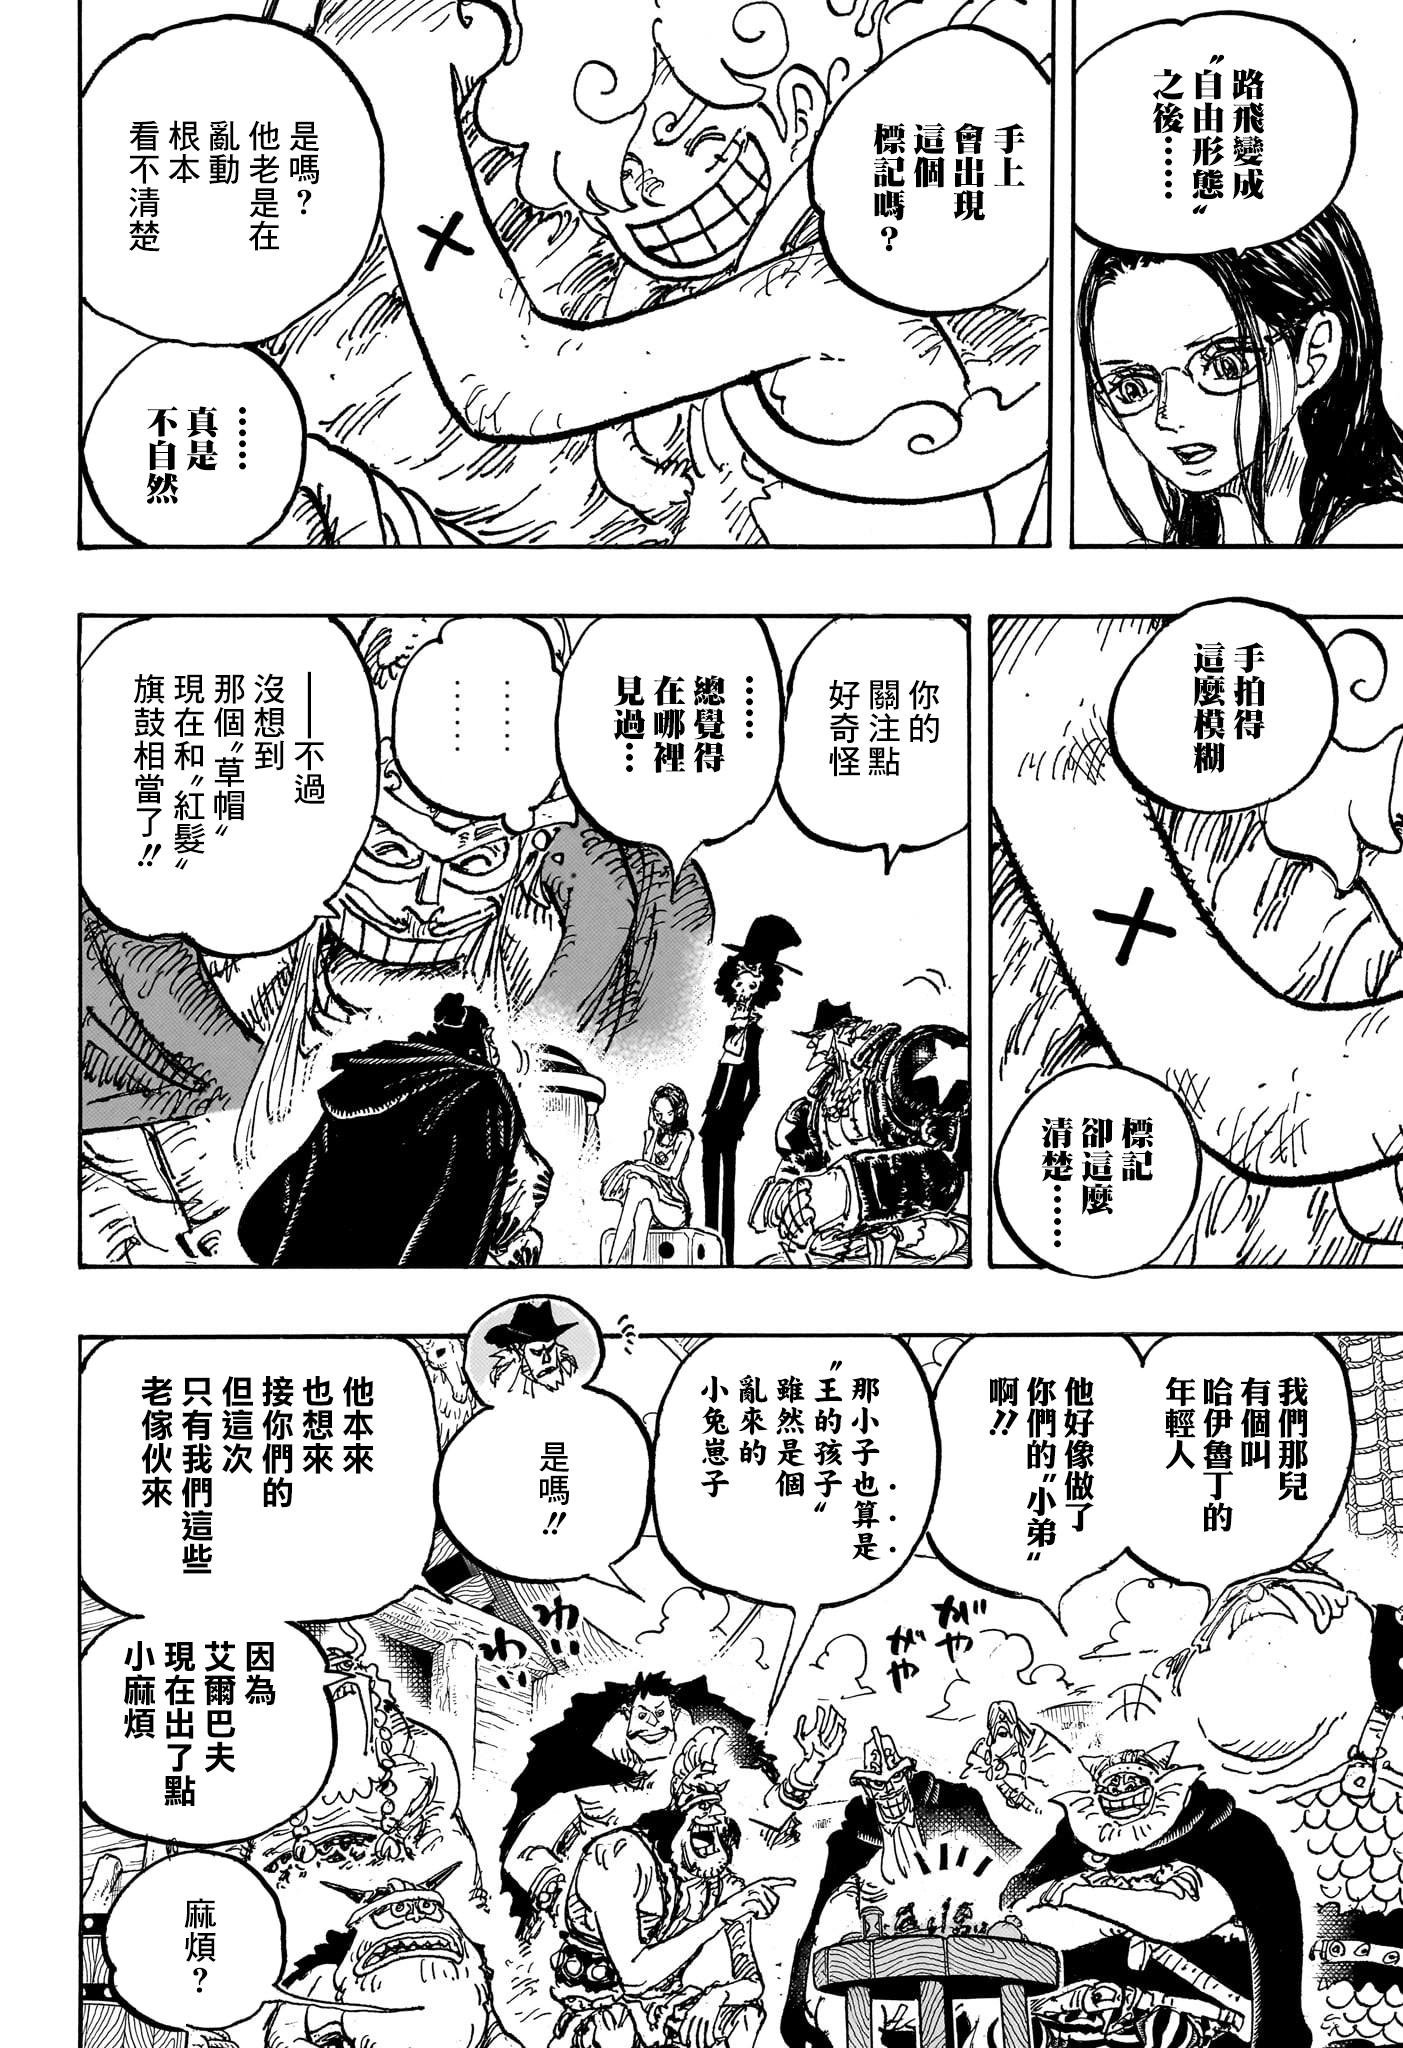 路飛變成
〝自由形態〞
之後……
手上
會出現
這個
標記嗎？
是嗎？
他老是在
亂動
根本
看不清楚
……
真是
不自然
手拍得
這麼模糊
標記
卻這麼
清楚……
你的
關注點
好奇怪
……
總覺得
在哪裡
見過…
……
……
——不過
沒想到
那個〝草帽〞
現在和〝紅髮〞
旗鼓相當了!!
我們那兒
有個叫
哈伊魯丁的
年輕人
他好像做了
你們的〝小弟〞
啊!!
那小子也算是
〝王的孩子〞
雖然是個
亂來的
小兔崽子
是嗎!!
他本來
也想來
接你們的
但這次
只有我們這些
老傢伙來
因為
艾爾巴夫
現在出了點
小麻煩
麻煩？
ガヤ
ガヤ
わい
わい